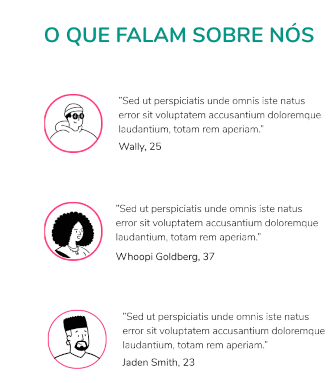 O QUE FALAM SOBRE NÓS
"Sed ut perspiciatis unde omnis iste natus
error sit voluptatem accusantium doloremque
laudantium, totam rem aperiam."
Wally, 25
"Sed ut perspiciatis unde omnis iste natus
error sit voluptatem accusantium doloremque
laudantium, totam rem aperiam."
Whoopi Goldberg, 37
"Sed ut perspiciatis unde omnis iste natus
error sit voluptatem accusantium doloremque
laudantium, totam rem aperiam."
Jaden Smith, 23